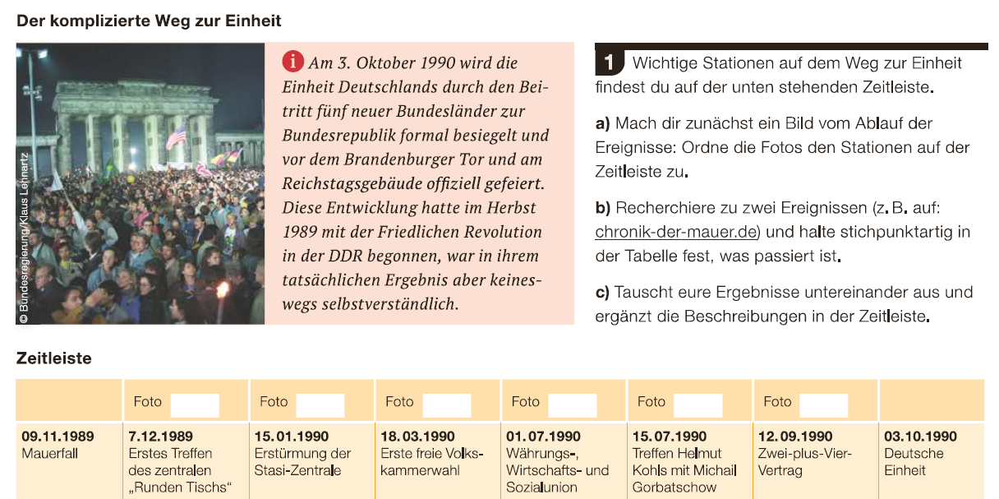 Der komplizierte Weg zur Einheit
© Bundesregierung/Klaus Lehnartz
i Am 3. Oktober 1990 wird die
Einheit Deutschlands durch den Bei-
tritt fünf neuer Bundesländer zur
Bundesrepublik formal besiegelt und
vor dem Brandenburger Tor und am
Reichstagsgebäude offiziell gefeiert.
Diese Entwicklung hatte im Herbst
1989 mit der Friedlichen Revolution
in der DDR begonnen, war in ihrem
tatsächlichen Ergebnis aber keines-
wegs selbstverständlich.
1 Wichtige Stationen auf dem Weg zur Einheit
findest du auf der unten stehenden Zeitleiste.
a) Mach dir zunächst ein Bild vom Ablauf der
Ereignisse: Ordne die Fotos den Stationen auf der
Zeitleiste zu.
b) Recherchiere zu zwei Ereignissen (z. B. auf:
chronik-der-mauer.de) und halte stichpunktartig in
der Tabelle fest, was passiert ist.
c) Tauscht eure Ergebnisse untereinander aus und
ergänzt die Beschreibungen in der Zeitleiste.
Zeitleiste
Foto
Foto
Foto
Foto
Foto
Foto
09.11.1989
Mauerfall
7.12.1989
Erstes Treffen
des zentralen
„Runden Tischs“
15.01.1990
Erstürmung der
Stasi-Zentrale
18.03.1990
Erste freie Volks-
kammerwahl
01.07.1990
Währungs-,
Wirtschafts- und
Sozialunion
15.07.1990
Treffen Helmut
Kohls mit Michail
Gorbatschow
12.09.1990
Zwei-plus-Vier-
Vertrag
03.10.1990
Deutsche
Einheit